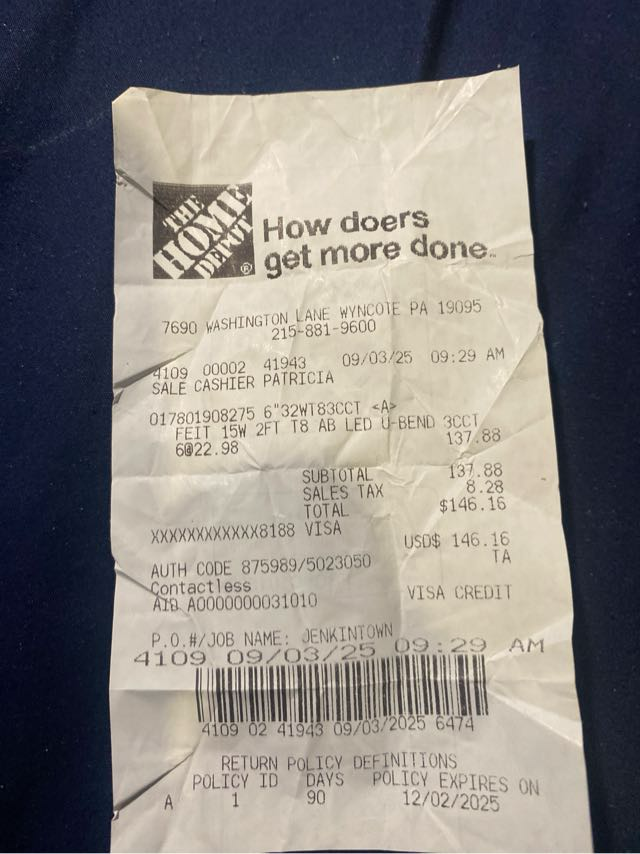 THE
HOME
DEPOT
®
How doers
get more done.
7690 WASHINGTON LANE WYNCOTE PA 19095
215-881-9600
4109 00002 41943 09/03/25 09:29 AM
SALE CASHIER PATRICIA
017801908275 6"32WT83CCT <A>
FEIT 15W 2FT T8 AB LED U-BEND 3CCT
6@22.98 137.88
SUBTOTAL 137.88
SALES TAX 8.28
TOTAL $146.16
XXXXXXXXXXXX8188 VISA
USD$ 146.16
AUTH CODE 875989/5023050 TA
Contactless
AID A0000000031010 VISA CREDIT
P.O.#/JOB NAME: JENKINTOWN
4109 09/03/25 09:29 AM
4109 02 41943 09/03/2025 6474
RETURN POLICY DEFINITIONS
POLICY ID DAYS POLICY EXPIRES ON
A 1 90 12/02/2025